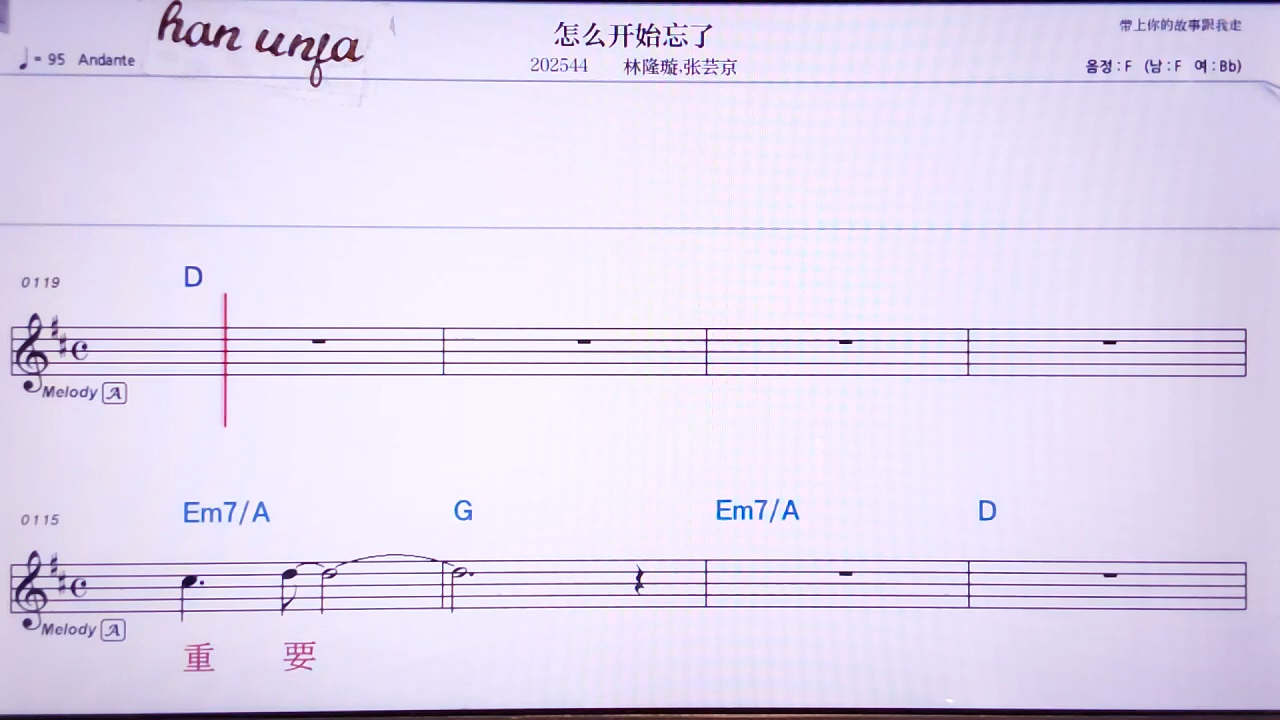 han unfa
怎么开始忘了
带上你的故事跟我走
♩= 95 Andante
202544 林隆璇,张芸京
음정 : F (남 : F 여 : Bb)
0119
D
Melody A
0115
Em7/A G Em7/A D
Melody A
重 要